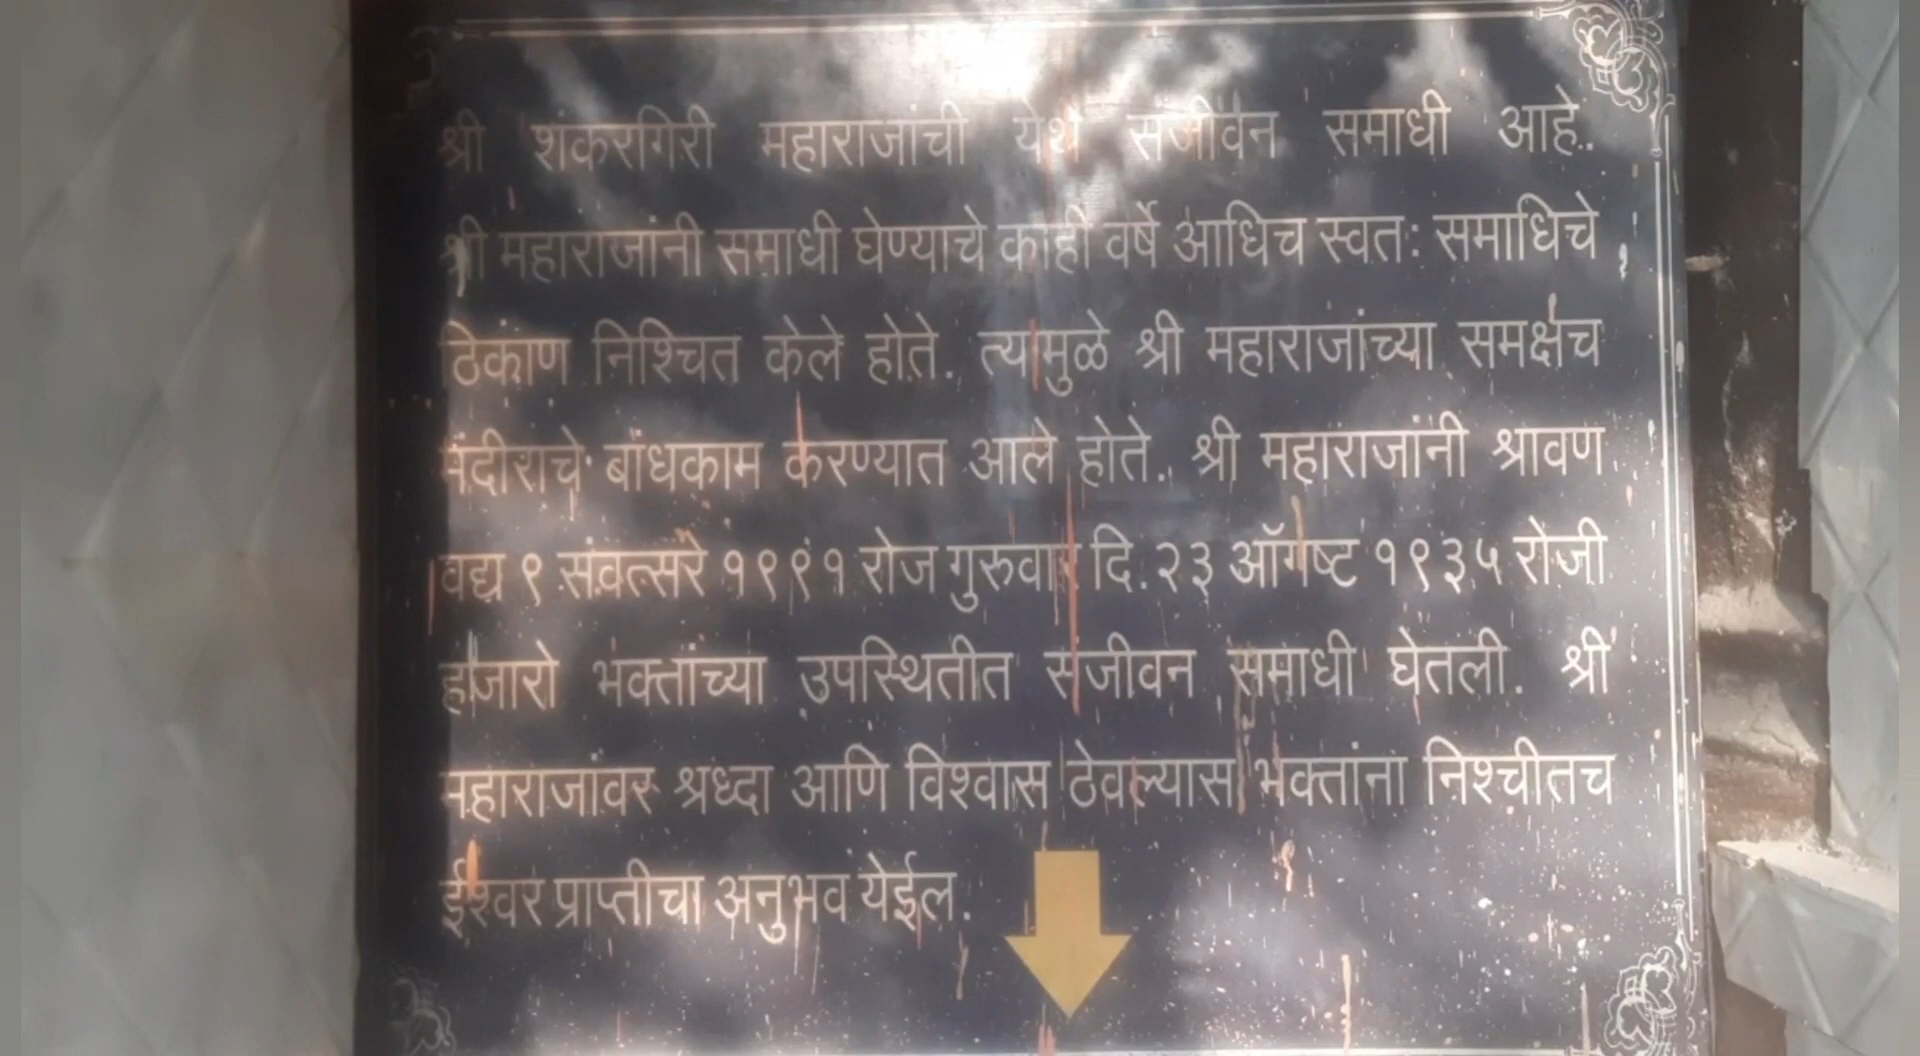 श्री शंकरगिरी महाराजांची येथे संजीवन समाधी आहे.
श्री महाराजांनी समाधी घेण्याचे काही वर्षे आधिच स्वतः समाधिचे
ठिकाण निश्चित केले होते. त्यामुळे श्री महाराजांच्या समक्षच
मंदीराचे बांधकाम करण्यात आले होते. श्री महाराजांनी श्रावण
वद्य ९ संवत्सरे १९९१ रोज गुरुवार दि.२३ ऑगष्ट १९३५ रोजी
हजारो भक्तांच्या उपस्थितीत संजीवन समाधी घेतली. श्री
महाराजांवर श्रध्दा आणि विश्वास ठेवल्यास भक्तांना निश्चीतच
ईश्वर प्राप्तीचा अनुभव येईल.